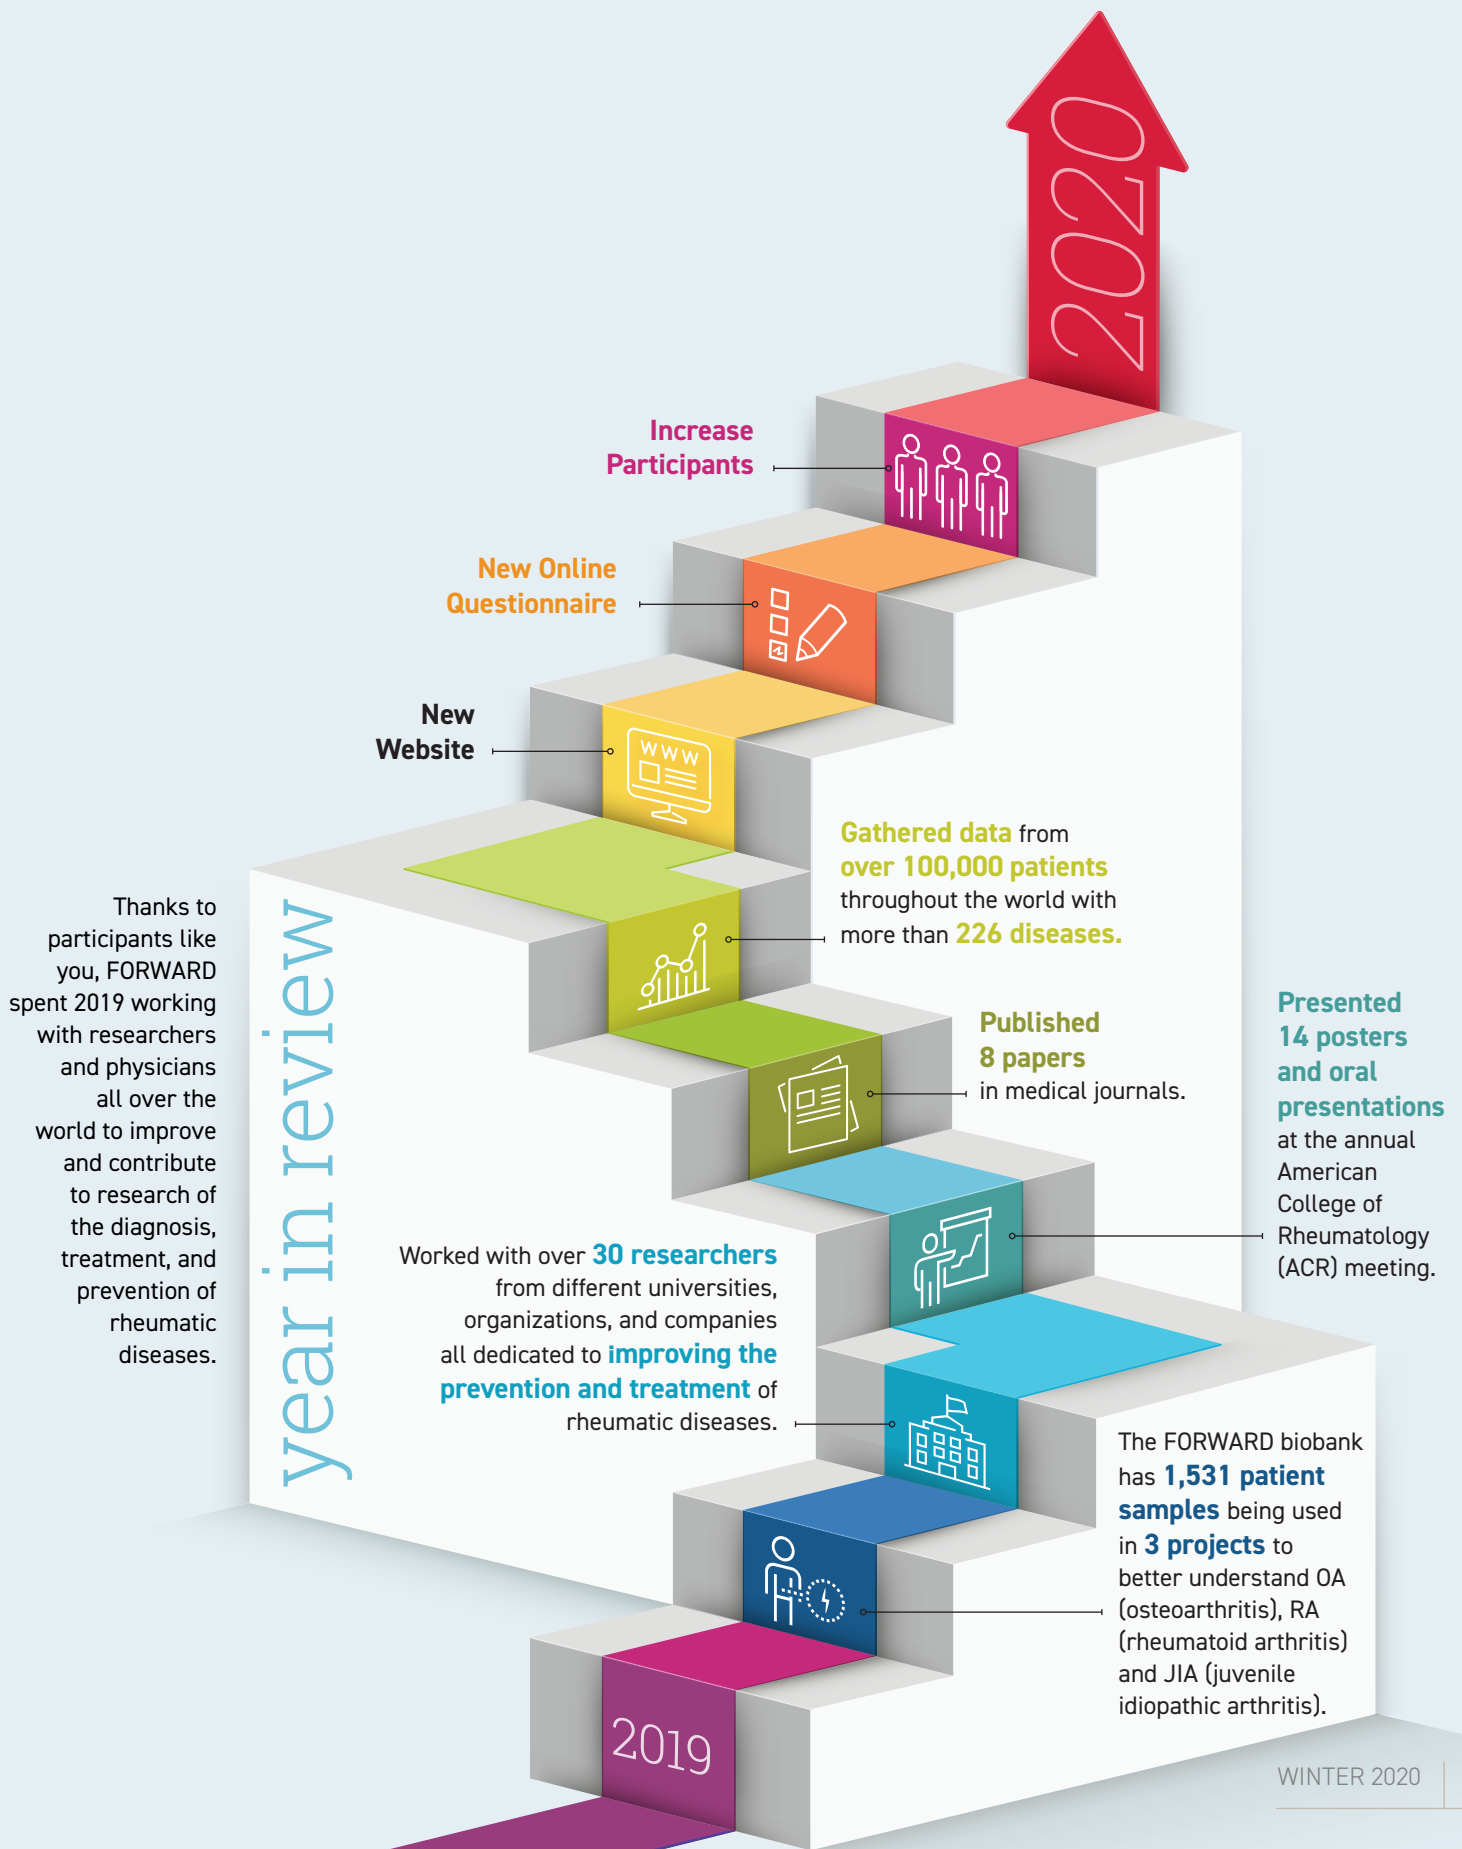 2020
Increase
Participants
New Online
Questionnaire
New
Website
WWW
Gathered data from
over 100,000 patients
throughout the world with
more than 226 diseases.
Thanks to
participants like
you, FORWARD
spent 2019 working
with researchers
and physicians
all over the
world to improve
and contribute
to research of
the diagnosis,
treatment, and
prevention of
rheumatic
diseases.
year in review
Published
8 papers
in medical journals.
Presented
14 posters
and oral
presentations
at the annual
American
College of
Rheumatology
(ACR) meeting.
Worked with over 30 researchers
from different universities,
organizations, and companies
all dedicated to improving the
prevention and treatment of
rheumatic diseases.
The FORWARD biobank
has 1,531 patient
samples being used
in 3 projects to
better understand OA
(osteoarthritis), RA
(rheumatoid arthritis)
and JIA (juvenile
idiopathic arthritis).
2019
WINTER 2020